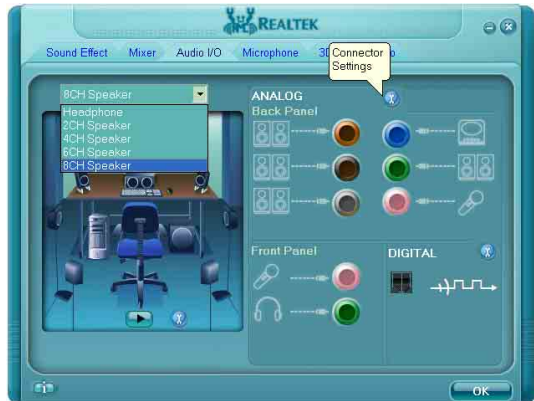 REALTEK
Sound Effect Mixer Audio I/O Microphone 3D
Connector
Settings
8CH Speaker
Headphone
2CH Speaker
4CH Speaker
6CH Speaker
8CH Speaker
ANALOG
Back Panel
Front Panel
DIGITAL
OK